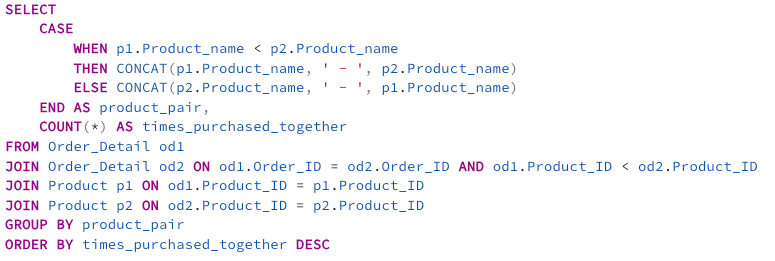 SELECT
    CASE
        WHEN p1.Product_name < p2.Product_name
        THEN CONCAT(p1.Product_name, ' - ', p2.Product_name)
        ELSE CONCAT(p2.Product_name, ' - ', p1.Product_name)
    END AS product_pair,
    COUNT(*) AS times_purchased_together
FROM Order_Detail od1
JOIN Order_Detail od2 ON od1.Order_ID = od2.Order_ID AND od1.Product_ID < od2.Product_ID
JOIN Product p1 ON od1.Product_ID = p1.Product_ID
JOIN Product p2 ON od2.Product_ID = p2.Product_ID
GROUP BY product_pair
ORDER BY times_purchased_together DESC